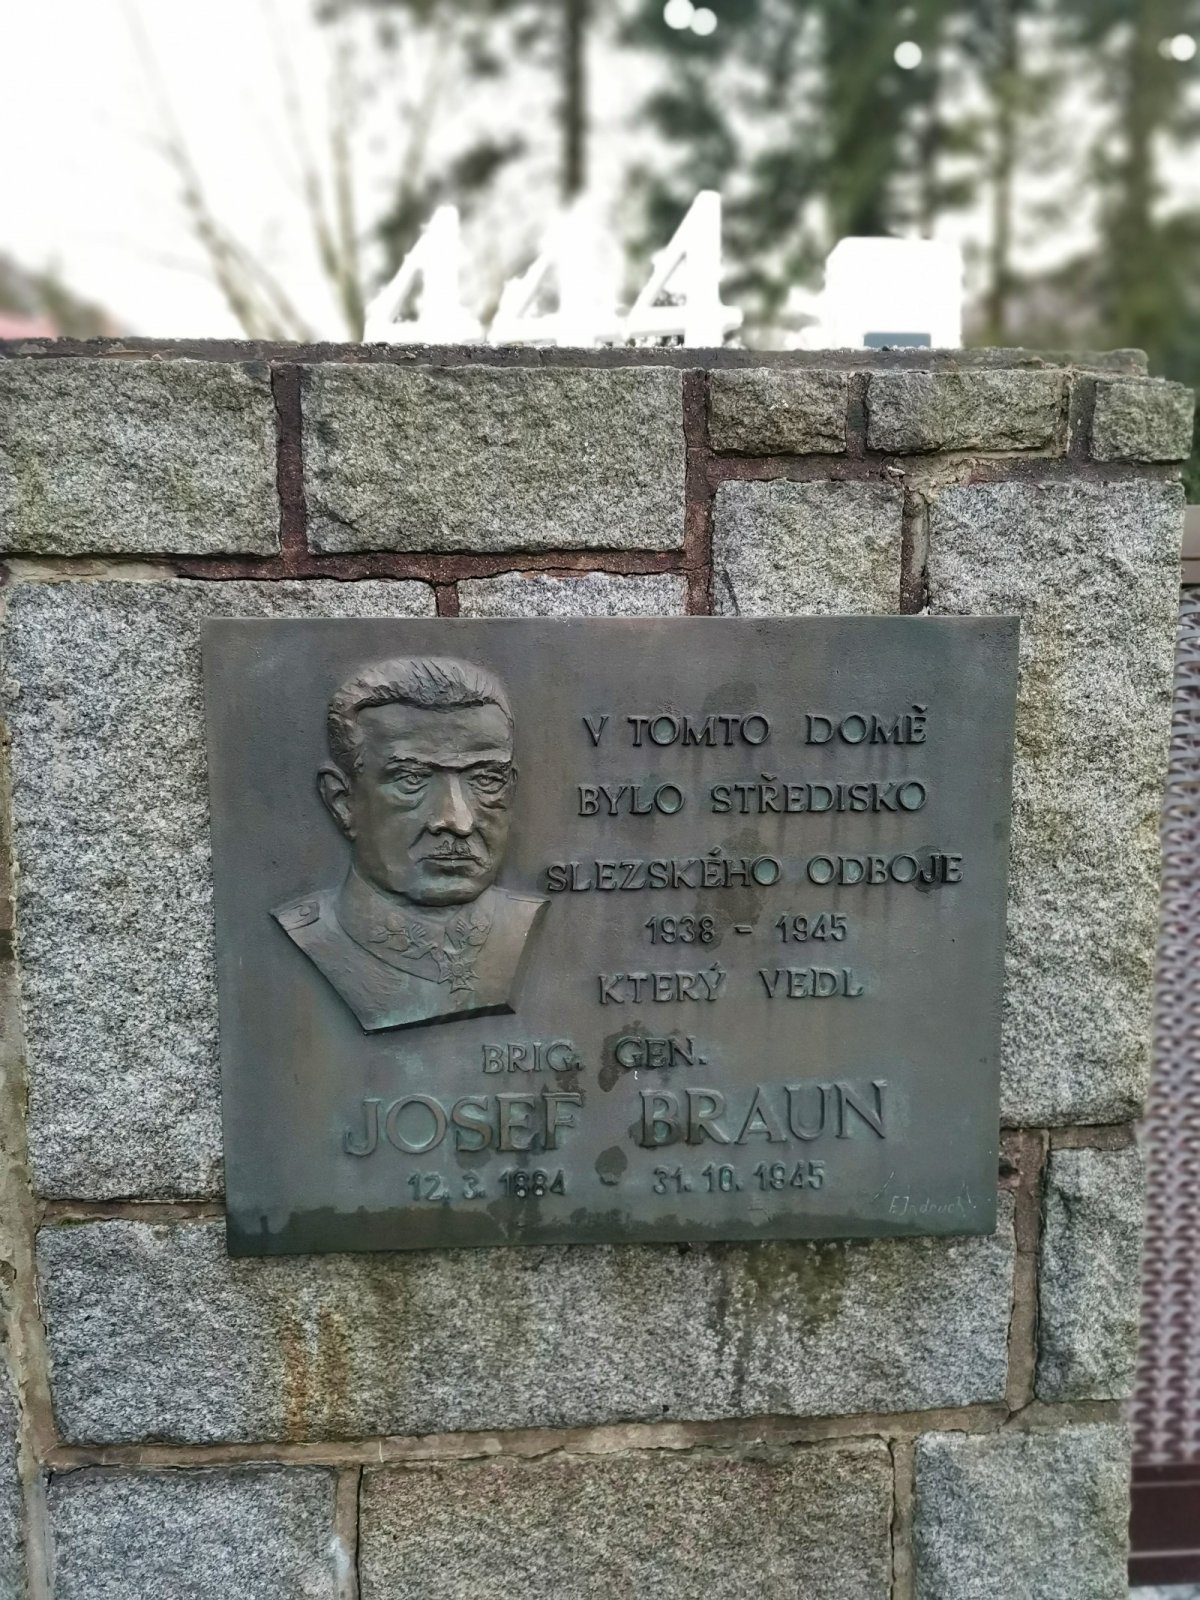 444
V TOMTO DOMĚ
BYLO STŘEDISKO
SLEZSKÉHO ODBOJE
1938 - 1945
KTERÝ VEDL
BRIG. GEN.
JOSEF BRAUN
12. 3. 1884 - 31. 10. 1945